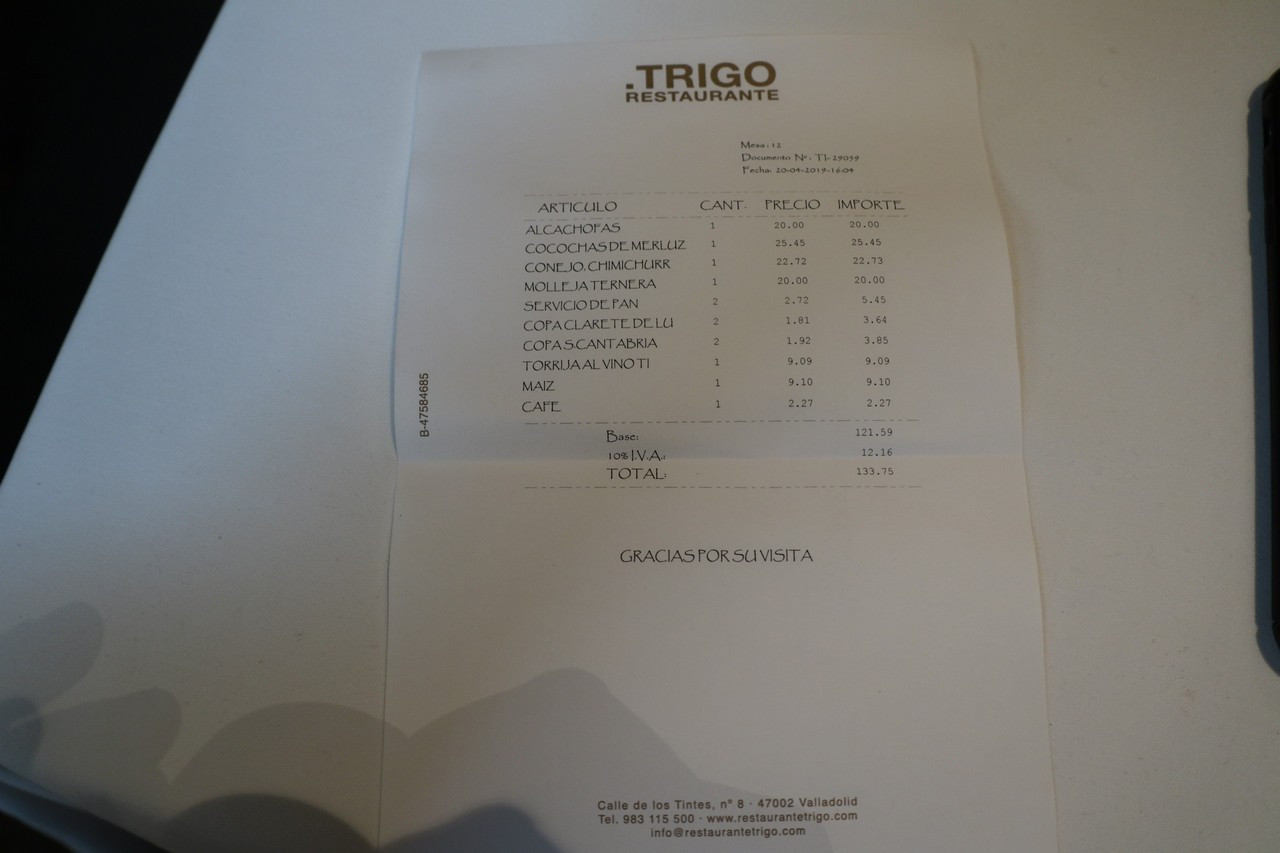 .TRIGO
RESTAURANTE
Mesa: 12
Documento Nº: T1-29059
Fecha: 20-04-2019-16:04
ARTICULO CANT. PRECIO IMPORTE
ALCACHOFAS 1 20.00 20.00
COCOCHAS DE MERLUZ 1 25.45 25.45
CONEJO, CHIMICHURR 1 22.72 22.73
MOLLEJA TERNERA 1 20.00 20.00
SERVICIO DE PAN 2 2.72 5.45
COPA CLARETE DE LU 2 1.81 3.64
COPA S.CANTABRIA 2 1.92 3.85
TORRIJA AL VINO TI 1 9.09 9.09
MAIZ 1 9.10 9.10
CAFE 1 2.27 2.27
Base: 121.59
10% I.V.A.: 12.16
TOTAL: 133.75
B-47584685
GRACIAS POR SU VISITA
Calle de los Tintes, nº 8 · 47002 Valladolid
Tel. 983 115 500 · www.restaurantetrigo.com
info@restaurantetrigo.com